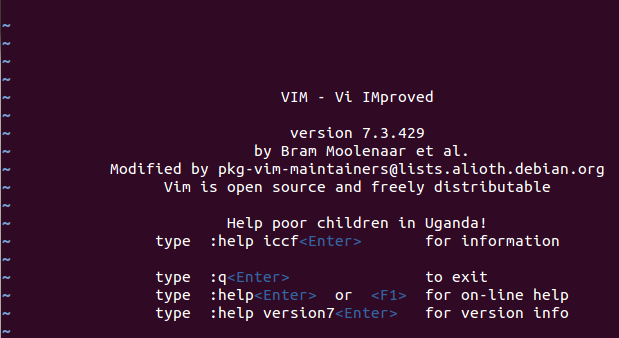 ~
~
~
~
~ VIM - Vi IMproved
~
~ version 7.3.429
~ by Bram Moolenaar et al.
~ Modified by pkg-vim-maintainers@lists.alioth.debian.org
~ Vim is open source and freely distributable
~
~ Help poor children in Uganda!
~ type :help iccf<Enter> for information
~
~ type :q<Enter> to exit
~ type :help<Enter> or <F1> for on-line help
~ type :help version7<Enter> for version info
~